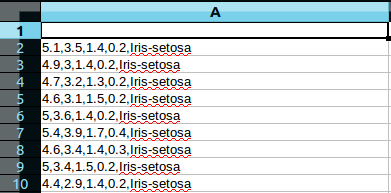 A
1
2 5.1,3.5,1.4,0.2,Iris-setosa
3 4.9,3,1.4,0.2,Iris-setosa
4 4.7,3.2,1.3,0.2,Iris-setosa
5 4.6,3.1,1.5,0.2,Iris-setosa
6 5,3.6,1.4,0.2,Iris-setosa
7 5.4,3.9,1.7,0.4,Iris-setosa
8 4.6,3.4,1.4,0.3,Iris-setosa
9 5,3.4,1.5,0.2,Iris-setosa
10 4.4,2.9,1.4,0.2,Iris-setosa